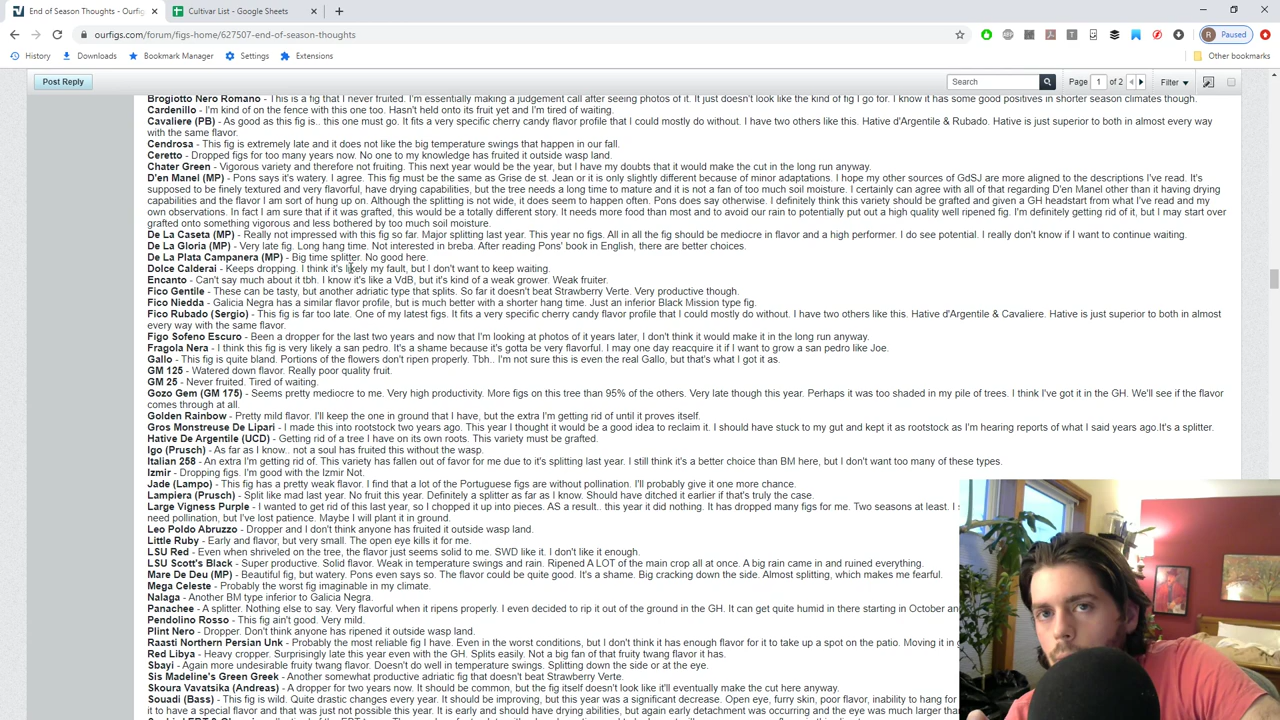 End of Season Thoughts - Ourfig
Cultivar List - Google Sheets
ourfigs.com/forum/figs-home/627507-end-of-season-thoughts
R Paused
History Downloads Bookmark Manager Settings Extensions Other bookmarks
Post Reply Search Page 1 of 2 Filter
Brogiotto Nero Romano - This is a fig that I never fruited. I'm essentially making a judgement call after seeing photos of it. It just doesn't look like the kind of fig I go for. I know it has some good positives in shorter season climates though.
Cardenillo - I'm kind of on the fence with this one too. Hasn't held onto its fruit yet and I'm tired of waiting.
Cavaliere (PB) - As good as this fig is.. this one must go. It fits a very specific cherry candy flavor profile that I could mostly do without. I have two others like this. Hative d'Argentile & Rubado. Hative is just superior to both in almost every way
with the same flavor.
Cendrosa - This fig is extremely late and it does not like the big temperature swings that happen in our fall.
Ceretto - Dropped figs for too many years now. No one to my knowledge has fruited it outside wasp land.
Chater Green - Vigorous variety and therefore not fruiting. This next year would be the year, but I have my doubts that it would make the cut in the long run anyway.
D'en Manel (MP) - Pons says it's watery. I agree. This fig must be the same as Grise de st. Jean or it is only slightly different because of minor adaptations. I hope my other sources of GdSJ are more aligned to the descriptions I've read. It's
supposed to be finely textured and very flavorful, have drying capabilities, but the tree needs a long time to mature and it is not a fan of too much soil moisture. I certainly can agree with all of that regarding D'en Manel other than it having drying
capabilities and the flavor I am sort of hung up on. Although the splitting is not wide, it does seem to happen often. Pons does say otherwise. I definitely think this variety should be grafted and given a GH headstart from what I've read and my
own observations. In fact I am sure that if it was grafted, this would be a totally different story. It needs more food than most and to avoid our rain to potentially put out a high quality well ripened fig. I'm definitely getting rid of it, but I may start over
grafted onto something vigorous and less bothered by too much soil moisture.
De La Caseta (MP) - Really not impressed with this fig so far. Major splitting last year. This year no figs. All in all the fig should be mediocre in flavor and a high performer. I do see potential. I really don't know if I want to continue waiting.
De La Gloria (MP) - Very late fig. Long hang time. Not interested in breba. After reading Pons' book in English, there are better choices.
De La Plata Campanera (MP) - Big time splitter. No good here.
Dolce Calderai - Keeps dropping. I think it's likely my fault, but I don't want to keep waiting.
Encanto - Can't say much about it tbh. I know it's like a VdB, but it's kind of a weak grower. Weak fruiter.
Fico Gentile - These can be tasty, but another adriatic type that splits. So far it doesn't beat Strawberry Verte. Very productive though.
Fico Niedda - Galicia Negra has a similar flavor profile, but is much better with a shorter hang time. Just an inferior Black Mission type fig.
Fico Rubado (Sergio) - This fig is far too late. One of my latest figs. It fits a very specific cherry candy flavor profile that I could mostly do without. I have two others like this. Hative d'Argentile & Cavaliere. Hative is just superior to both in almost
every way with the same flavor.
Figo Sofeno Escuro - Been a dropper for the last two years and now that I'm looking at photos of it years later, I don't think it would make it in the long run anyway.
Fragola Nera - I think this fig is very likely a san pedro. It's a shame because it's gotta be very flavorful. I may one day reacquire it if I want to grow a san pedro like Joe.
Gallo - This fig is quite bland. Portions of the flowers don't ripen properly. Tbh.. I'm not sure this is even the real Gallo, but that's what I got it as.
GM 125 - Watered down flavor. Really poor quality fruit.
GM 25 - Never fruited. Tired of waiting.
Gozo Gem (GM 175) - Seems pretty mediocre to me. Very high productivity. More figs on this tree than 95% of the others. Very late though this year. Perhaps it was too shaded in my pile of trees. I think I've got it in the GH. We'll see if the flavor
comes through at all.
Golden Rainbow - Pretty mild flavor. I'll keep the one in ground that I have, but the extra I'm getting rid of until it proves itself.
Gros Monstreuse De Lipari - I made this into rootstock two years ago. This year I thought it would be a good idea to reclaim it. I should have stuck to my gut and kept it as rootstock as I'm hearing reports of what I said years ago.It's a splitter.
Hative De Argentile (UCD) - Getting rid of a tree I have on its own roots. This variety must be grafted.
Igo (Prusch) - As far as I know.. not a soul has fruited this without the wasp.
Italian 258 - An extra I'm getting rid of. This variety has fallen out of favor for me due to it's splitting last year. I still think it's a better choice than BM here, but I don't want too many of these types.
Izmir - Dropping figs. I'm good with the Izmir Not.
Jade (Lampo) - This fig has a pretty weak flavor. I find that a lot of the Portuguese figs are without pollination. I'll probably give it one more chance.
Lampiera (Prusch) - Split like mad last year. No fruit this year. Definitely a splitter as far as I know. Should have ditched it earlier if that's truly the case.
Large Vigness Purple - I wanted to get rid of this last year, so I chopped it up into pieces. AS a result.. this year it did nothing. It has dropped many figs for me. Two seasons at least. I
need pollination, but I've lost patience. Maybe I will plant it in ground.
Leo Poldo Abruzzo - Dropper and I don't think anyone has fruited it outside wasp land.
Little Ruby - Early and flavor, but very small. The open eye kills it for me.
LSU Red - Even when shriveled on the tree, the flavor just seems solid to me. SWD like it. I don't like it enough.
LSU Scott's Black - Super productive. Solid flavor. Weak in temperature swings and rain. Ripened A LOT of the main crop all at once. A big rain came in and ruined everything.
Mare De Deu (MP) - Beautiful fig, but watery. Pons even says so. The flavor could be quite good. It's a shame. Big cracking down the side. Almost splitting, which makes me fearful.
Mega Celeste - Probably the worst fig imaginable in my climate.
Nalaga - Another BM type inferior to Galicia Negra.
Panachee - A splitter. Nothing else to say. Very flavorful when it ripens properly. I even decided to rip it out of the ground in the GH. It can get quite humid in there starting in October an
Pendolino Rosso - This fig ain't good. Very mild.
Plint Nero - Dropper. Don't think anyone has ripened it outside wasp land.
Raasti Northern Persian Unk - Probably the most reliable fig I have. Even in the worst conditions, but I don't think it has enough flavor for it to take up a spot on the patio. Moving it in
Red Libya - Heavy cropper. Surprisingly late this year even with the GH. Splits easily. Not a big fan of that fruity twang flavor it has.
Sbayi - Again more undesirable fruity twang flavor. Doesn't do well in temperature swings. Splitting down the side or at the eye.
Sis Madeline's Green Greek - Another somewhat productive adriatic fig that doesn't beat Strawberry Verte.
Skoura Vavatsika (Andreas) - A dropper for two years now. It should be common, but the fig itself doesn't look like it'll eventually make the cut here anyway.
Souadi (Bass) - This fig is wild. Quite drastic changes every year. It should be improving, but this year was a significant decrease. Open eye, furry skin, poor flavor, inability to hang for
it to have a special flavor and that was just not possible this year. It is early and should have drying abilities, but again early detachment was occurring and the eye was much larger than